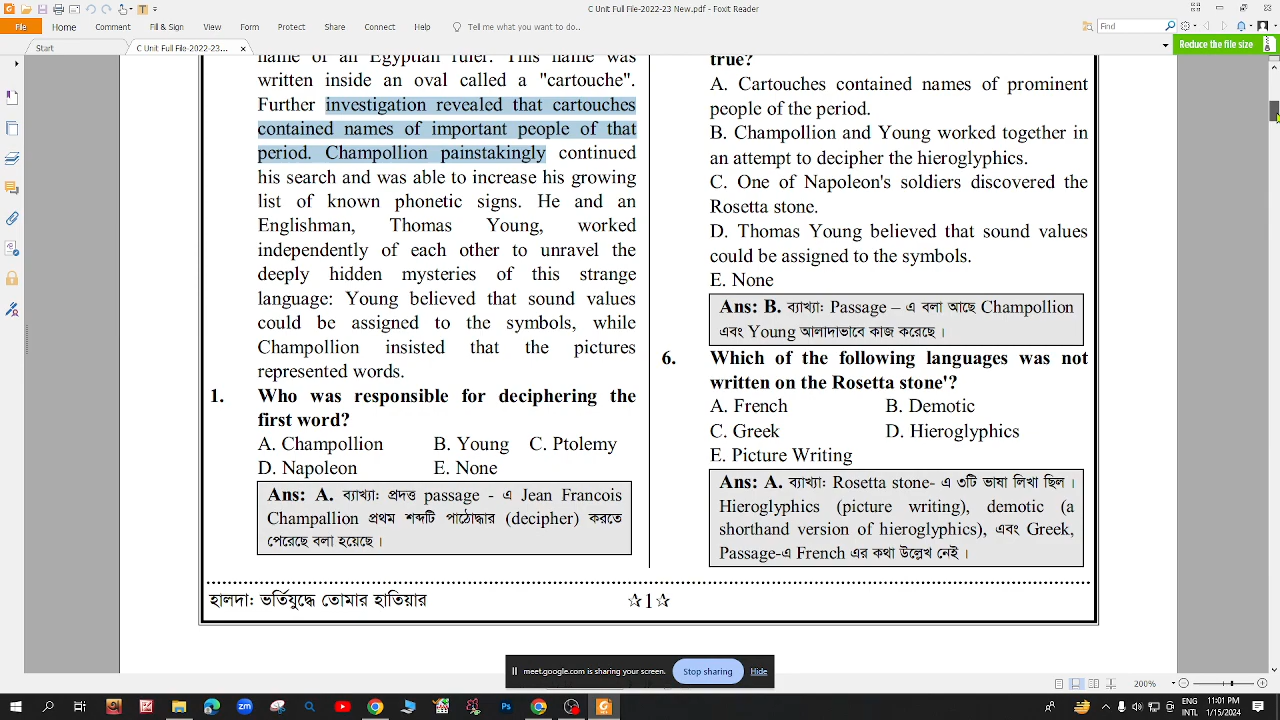 C Unit Full File-2022-23 New.pdf - Foxit Reader
File Home Comment Fill & Sign Form Protect Share Connect Help Tell me what you want to do... Find
Start C Unit Full File-2022-23... Reduce the file size
name of an Egyptian ruler. This name was
written inside an oval called a "cartouche".
Further investigation revealed that cartouches
contained names of important people of that
period. Champollion painstakingly continued
his search and was able to increase his growing
list of known phonetic signs. He and an
Englishman, Thomas Young, worked
independently of each other to unravel the
deeply hidden mysteries of this strange
language: Young believed that sound values
could be assigned to the symbols, while
Champollion insisted that the pictures
represented words.
1. Who was responsible for deciphering the
first word?
A. Champollion B. Young C. Ptolemy
D. Napoleon E. None
Ans: A. ব্যাখ্যা: প্রদত্ত passage - এ Jean Francois
Champallion প্রথম শব্দটি পাঠোদ্ধার (decipher) করতে
পেরেছে বলা হয়েছে।
true?
A. Cartouches contained names of prominent
people of the period.
B. Champollion and Young worked together in
an attempt to decipher the hieroglyphics.
C. One of Napoleon's soldiers discovered the
Rosetta stone.
D. Thomas Young believed that sound values
could be assigned to the symbols.
E. None
Ans: B. ব্যাখ্যা: Passage – এ বলা আছে Champollion
এবং Young আলাদাভাবে কাজ করেছে।
6. Which of the following languages was not
written on the Rosetta stone'?
A. French B. Demotic
C. Greek D. Hieroglyphics
E. Picture Writing
Ans: A. ব্যাখ্যা: Rosetta stone- এ ৩টি ভাষা লিখা ছিল।
Hieroglyphics (picture writing), demotic (a
shorthand version of hieroglyphics), এবং Greek,
Passage-এ French এর কথা উল্লেখ নেই।
হালদা: ভর্তিযুদ্ধে তোমার হাতিয়ার ☆1☆
meet.google.com is sharing your screen. Stop sharing Hide
200%
ENG 11:01 PM
INTL 1/15/2024